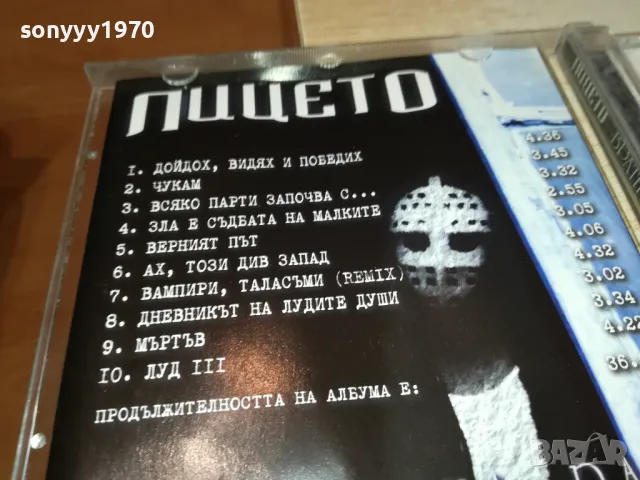 sonyyy1970
ЛИЦЕТО
1. ДОЙДОХ, ВИДЯХ И ПОБЕДИХ
2. ЧУКАМ
3. ВСЯКО ПАРТИ ЗАПОЧВА С...
4. ЗЛА Е СЪДБАТА НА МАЛКИТЕ
5. ВЕРНИЯТ ПЪТ
6. АХ, ТОЗИ ДИВ ЗАПАД
7. ВАМПИРИ, ТАЛАСЪМИ (REMIX)
8. ДНЕВНИКЪТ НА ЛУДИТЕ ДУШИ
9. МЪРТЪВ
10. ЛУД III
ПРОДЪЛЖИТЕЛНОСТТА НА АЛБУМА Е:
4.36
3.45
3.32
2.55
3.05
4.06
4.32
3.02
3.34
4.22
36.
ЛИЦЕТО
BAZAR